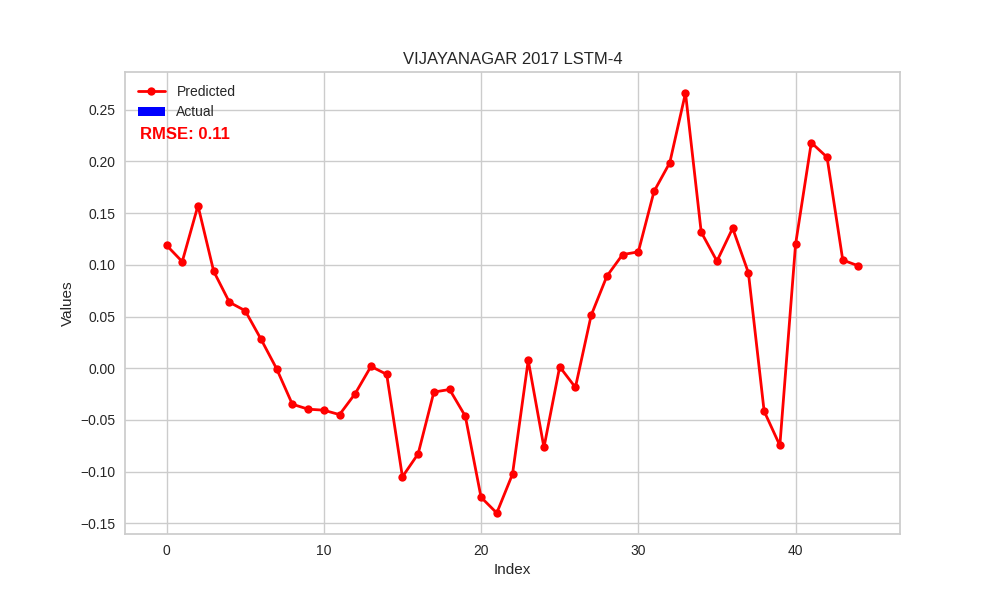 VIJAYANAGAR 2017 LSTM-4
Predicted
Actual
RMSE: 0.11
Values
0.25
0.20
0.15
0.10
0.05
0.00
−0.05
−0.10
−0.15
0 10 20 30 40
Index